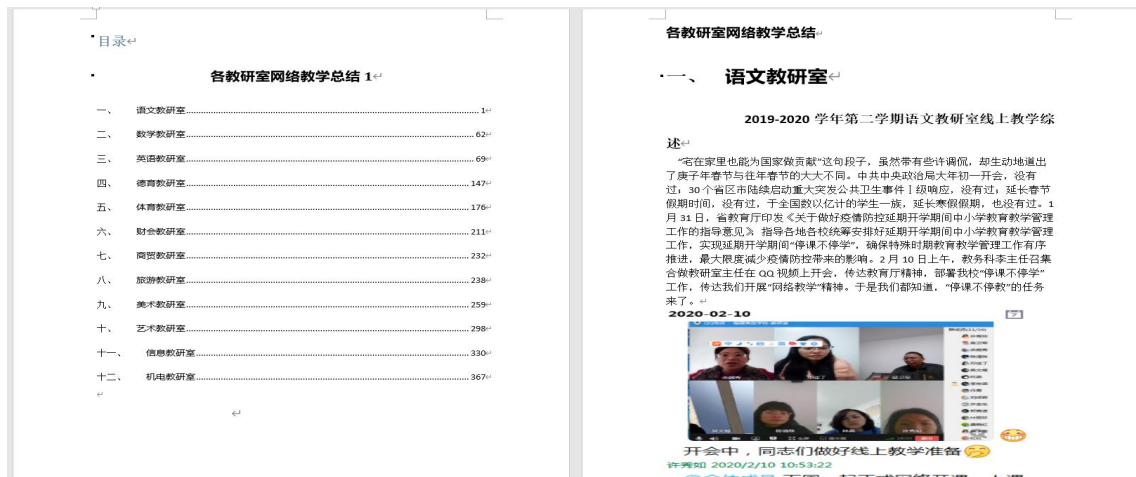 目录
各教研室网络教学总结 1
一、 语文教研室 1
二、 数学教研室 62
三、 英语教研室 69
四、 德育教研室 147
五、 体育教研室 176
六、 财会教研室 211
七、 商贸教研室 232
八、 旅游教研室 238
九、 美术教研室 259
十、 艺术教研室 298
十一、 信息教研室 330
十二、 机电教研室 367
各教研室网络教学总结
一、 语文教研室
2019-2020 学年第二学期语文教研室线上教学综
述
“宅在家里也能为国家做贡献”这句段子，虽然带有些许调侃，却生动地道出
了庚子年春节与往年春节的大大不同。中共中央政治局大年初一开会，没有
过；30 个省区市陆续启动重大突发公共卫生事件Ⅰ级响应，没有过；延长春节
假期时间，没有过，于全国数以亿计的学生一族，延长寒假假期，也没有过。1
月 31 日，省教育厅印发《关于做好疫情防控延期开学期间中小学教育教学管理
工作的指导意见》，指导各地各校统筹安排好延期开学期间中小学教育教学管理
工作，实现延期开学期间“停课不停学”，确保特殊时期教育教学管理工作有序
推进，最大限度减少疫情防控带来的影响。2 月 10 日上午，教务科李主任召集
合做教研室主任在 QQ 视频上开会，传达教育厅精神，部署我校“停课不停学”
工作，传达我们开展“网络教学”精神。于是我们都知道，“停课不停教”的任务
来了。
2020-02-10
开会中，同志们做好线上教学准备
许秀如 2020/2/10 10:53:22